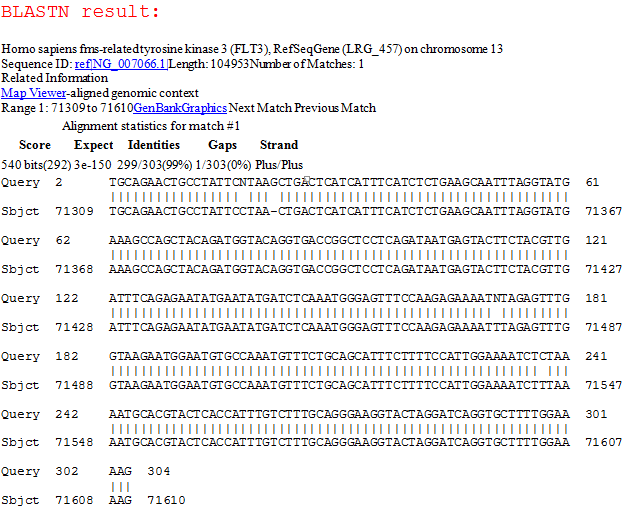 BLASTN result:
Homo sapiens fms-related tyrosine kinase 3 (FLT3), RefSeqGene (LRG_457) on chromosome 13
Sequence ID: ref|NG_007066.1|Length: 104953Number of Matches: 1
Related Information
Map Viewer-aligned genomic context
Range 1: 71309 to 71610GenBankGraphics Next Match Previous Match
Alignment statistics for match #1
Score Expect Identities Gaps Strand
540 bits(292) 3e-150 299/303(99%) 1/303(0%) Plus/Plus
Query 2 TGCAGAACTGCCTATTCNTAAGCTGACTCATCATTTCATCTCTGAAGCAATTTAGGTATG 61
Sbjct 71309 TGCAGAACTGCCTATTCCTAA-CTGACTCATCATTTCATCTCTGAAGCAATTTAGGTATG 71367
Query 62 AAAGCCAGCTACAGATGGTACAGGTGACCGGCTCCTCAGATAATGAGTACTTCTACGTTG 121
Sbjct 71368 AAAGCCAGCTACAGATGGTACAGGTGACCGGCTCCTCAGATAATGAGTACTTCTACGTTG 71427
Query 122 ATTTCAGAGAATATGAATATGATCTCAAATGGGAGTTTCCAAGAGAAAATNTAGAGTTTG 181
Sbjct 71428 ATTTCAGAGAATATGAATATGATCTCAAATGGGAGTTTCCAAGAGAAAATTTAGAGTTTG 71487
Query 182 GTAAGAATGGAATGTGCCAAATGTTTCTGCAGCATTTCTTTTCCATTGGAAAATCTCTAA 241
Sbjct 71488 GTAAGAATGGAATGTGCCAAATGTTTCTGCAGCATTTCTTTTCCATTGGAAAATCTTTAA 71547
Query 242 AATGCACGTACTCACCATTTGTCTTTGCAGGGAAGGTACTAGGATCAGGTGCTTTTGGAA 301
Sbjct 71548 AATGCACGTACTCACCATTTGTCTTTGCAGGGAAGGTACTAGGATCAGGTGCTTTTGGAA 71607
Query 302 AAG 304
Sbjct 71608 AAG 71610